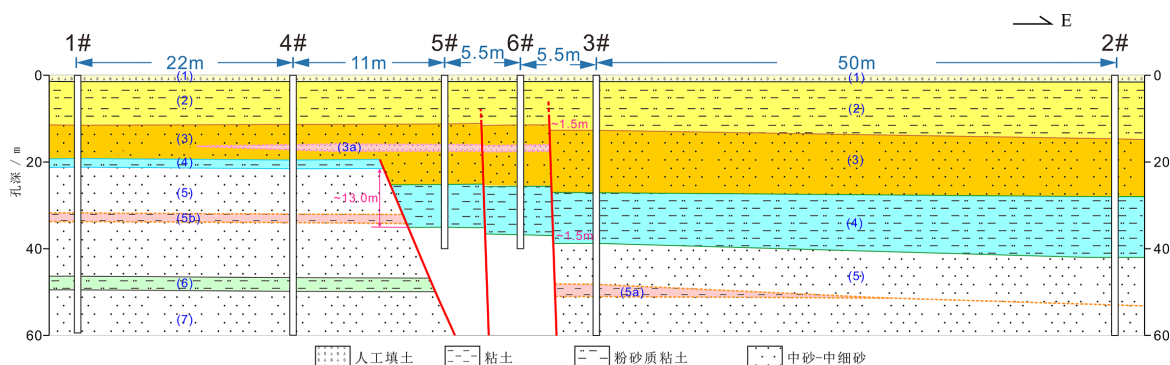 E
1# 4# 5# 6# 3# 2#
22m 11m 5.5m 5.5m 50m
0 (1) (1) 0
(2) (2)
~1.5m
(3) (3a) (3)
20 (4) 20
(5) ~13.0m
(5b) (4)
~1.5m
40 40
(6) (5a) (5)
(7)
60 60
孔深 / m
人工填土 粘土 粉砂质粘土 中砂-中细砂